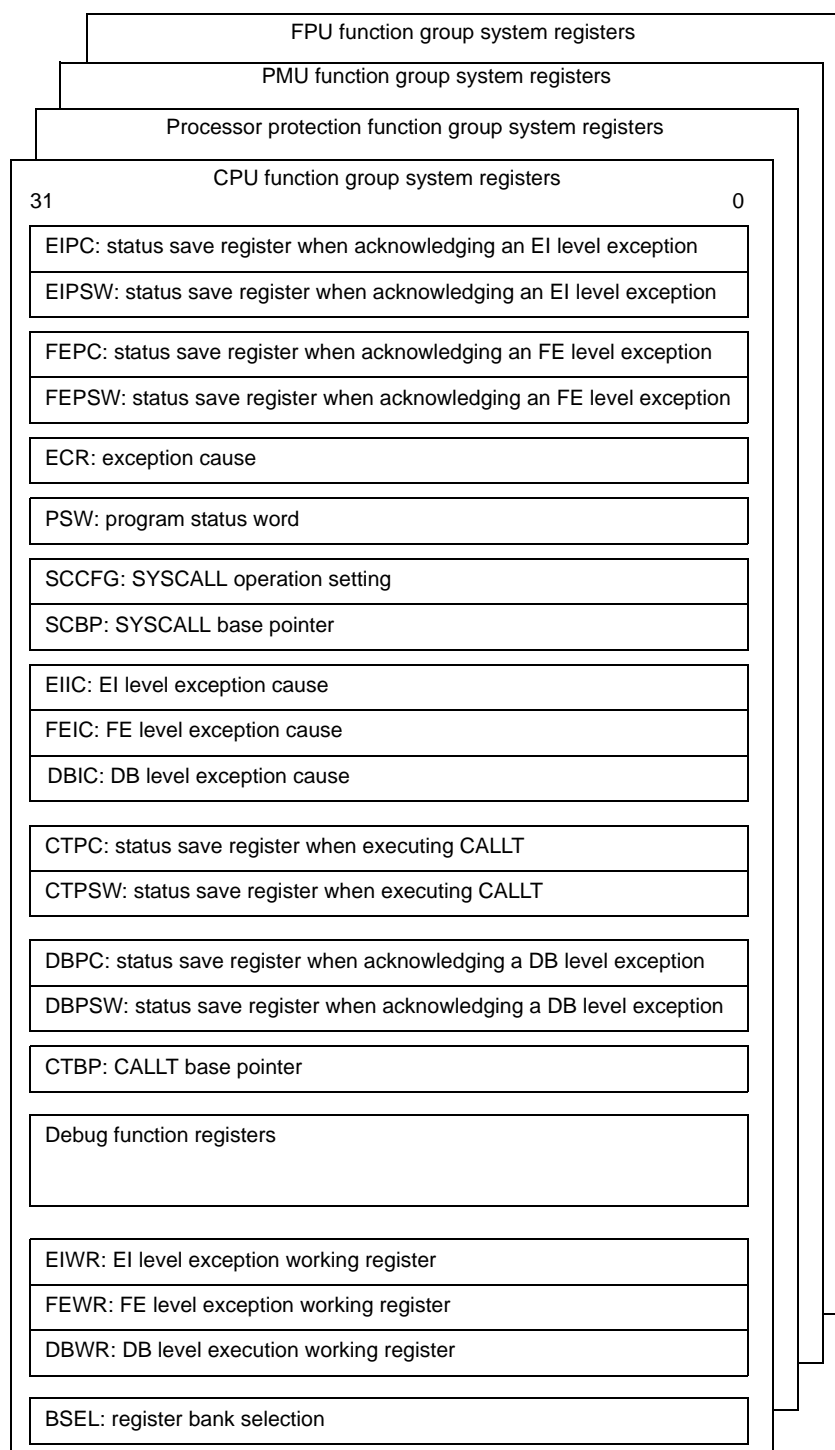 FPU function group system registers
PMU function group system registers
Processor protection function group system registers
CPU function group system registers
31 0
EIPC: status save register when acknowledging an EI level exception
EIPSW: status save register when acknowledging an EI level exception
FEPC: status save register when acknowledging an FE level exception
FEPSW: status save register when acknowledging an FE level exception
ECR: exception cause
PSW: program status word
SCCFG: SYSCALL operation setting
SCBP: SYSCALL base pointer
EIIC: EI level exception cause
FEIC: FE level exception cause
DBIC: DB level exception cause
CTPC: status save register when executing CALLT
CTPSW: status save register when executing CALLT
DBPC: status save register when acknowledging a DB level exception
DBPSW: status save register when acknowledging a DB level exception
CTBP: CALLT base pointer
Debug function registers
EIWR: EI level exception working register
FEWR: FE level exception working register
DBWR: DB level execution working register
BSEL: register bank selection